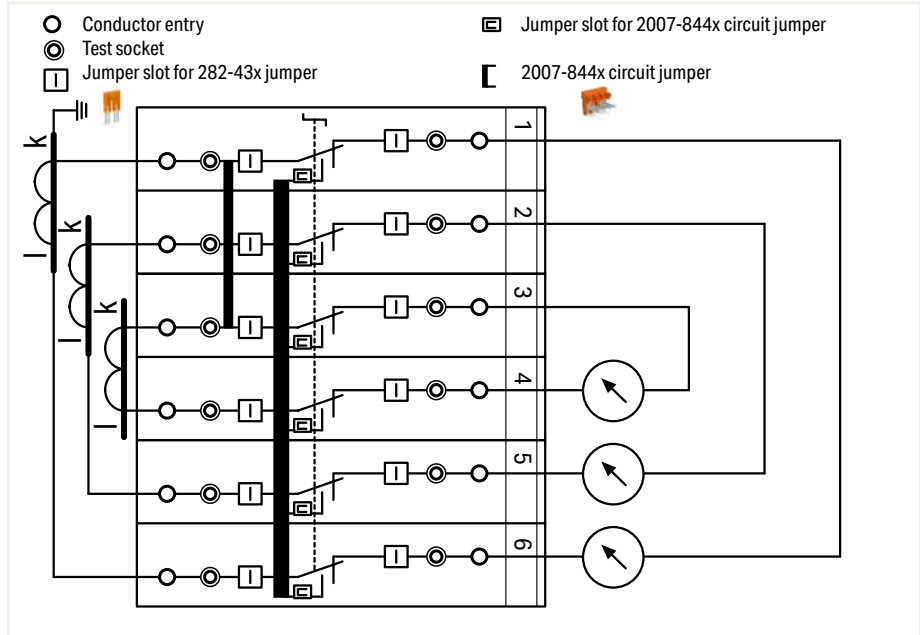 Conductor entry
Test socket
Jumper slot for 282-43x jumper
Jumper slot for 2007-844x circuit jumper
2007-844x circuit jumper
1
k
2
k
l
3
k
l
4
l
5
6